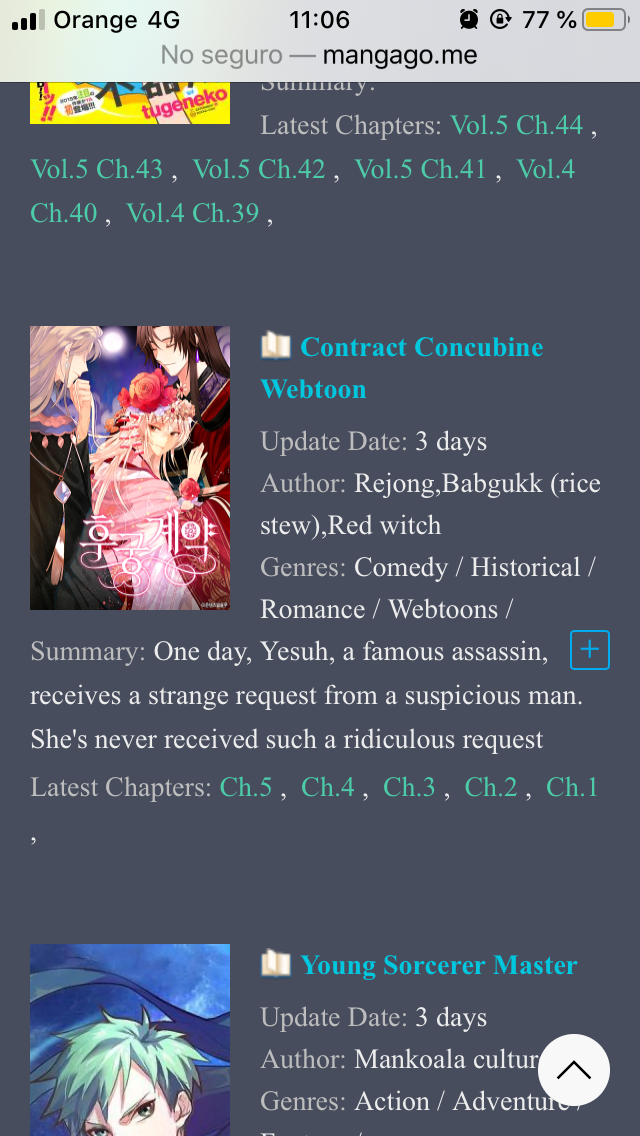 Orange 4G 11:06 77 %
No seguro — mangago.me
tugeneko
Summary:
Latest Chapters: Vol.5 Ch.44 ,
Vol.5 Ch.43 , Vol.5 Ch.42 , Vol.5 Ch.41 , Vol.4
Ch.40 , Vol.4 Ch.39 ,
Contract Concubine
Webtoon
Update Date: 3 days
Author: Rejong,Babgukk (rice
stew),Red witch
Genres: Comedy / Historical /
Romance / Webtoons /
후궁계약
Summary: One day, Yesuh, a famous assassin,
receives a strange request from a suspicious man.
She's never received such a ridiculous request
Latest Chapters: Ch.5 , Ch.4 , Ch.3 , Ch.2 , Ch.1
,
Young Sorcerer Master
Update Date: 3 days
Author: Mankoala cultur
Genres: Action / Adventure /